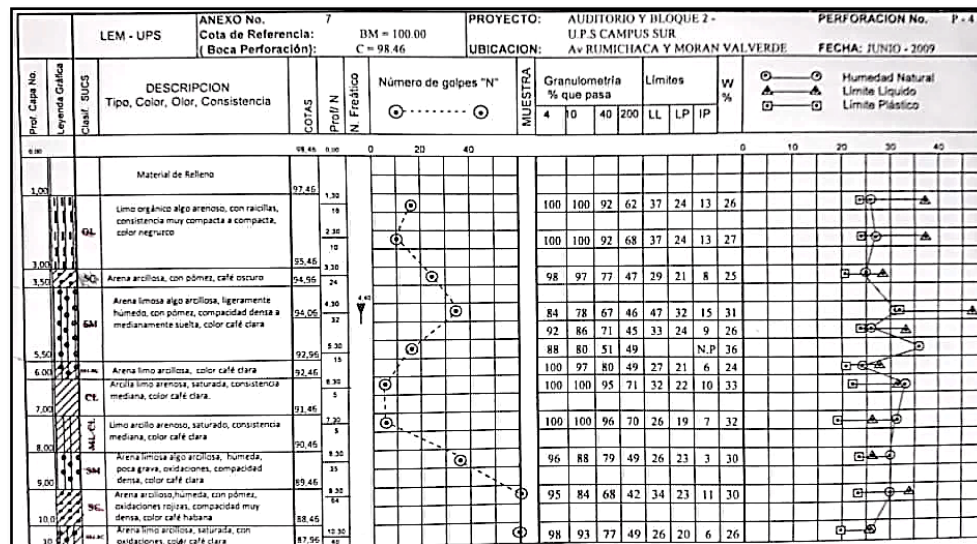 ANEXO No. 7 PROYECTO: AUDITORIO Y BLOQUE 2 - PERFORACION No. P - 4
LEM - UPS Cota de Referencia: BM = 100.00 U.P.S CAMPUS SUR
( Boca Perforación): C = 98.46 UBICACION: Av RUMICHACA Y MORAN VALVERDE FECHA: JUNIO - 2009
Prof. Capa No.
Leyenda Gráfica
Clasif. SUCS
DESCRIPCION
Tipo, Color, Olor, Consistencia
COTAS
Prof/ N
N. Freático
Número de golpes "N"
MUESTRA
Granulometría
% que pasa
4 10 40 200
Límites
LL LP IP
W
%
Humedad Natural
Límite Líquido
Límite Plástico
0.00 98,46 0,00 0 20 40 0 10 20 30 40
Material de Relleno
1,00 97,46
1,30
Limo orgánico algo arenoso, con raicillas, 18 100 100 92 62 37 24 13 26
consistencia muy compacta a compacta,
color negruzco
OL 2.30
10 100 100 92 68 37 24 13 27
3,00 95,46
3,30
3,50 Arena arcillosa, con pómez, café oscuro 94,96 24 98 97 77 47 29 21 8 25
Arena limosa algo arcillosa, ligeramente
húmedo, con pómez, compacidad densa a
medianamente suelta, color café clara
SM 94,06 4,30 4,40
32 84 78 67 46 47 32 15 31
92 86 71 45 33 24 9 26
5,50 92,96 5.30
15 88 80 51 49 N.P 36
6.00 Arena limo arcillosa, color café clara 92,46 100 97 80 49 27 21 6 24
Arcilla limo arenosa, saturada, consistencia 6,30 100 100 95 71 32 22 10 33
mediana, color café clara.
CL 5
7,00 91,46
Limo arcillo arenoso, saturado, consistencia 7,30 100 100 96 70 26 19 7 32
mediana, color café clara
ML-CL 5
8,00 90,46
Arena limosa algo arcillosa, húmeda, 8.30
poca grava, oxidaciones, compacidad 35 96 88 79 49 26 23 3 30
densa, color café clara
SM
9,00 89,46
Arena arcilloso,húmeda, con pómez, 9.30 95 84 68 42 34 23 11 30
oxidaciones rojizas, compacidad muy
densa, color café habana
10,0 88,46
Arena limo arcillosa, saturada, con 10.30 98 93 77 49 26 20 6 26
oxidaciones, color café clara 87,96